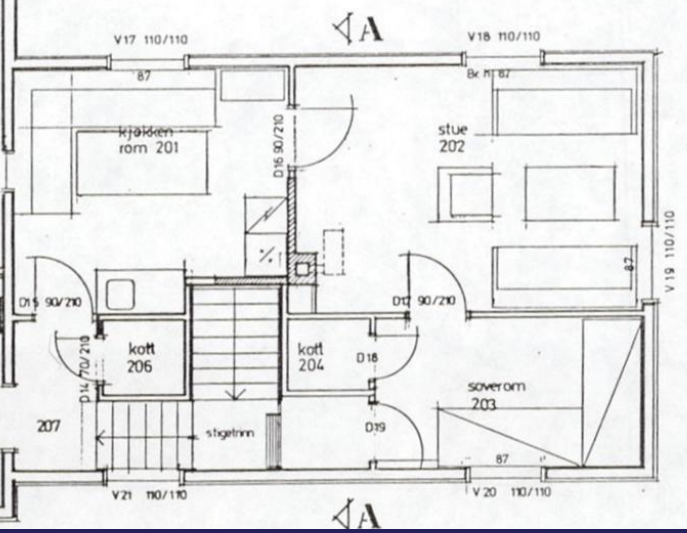 A
V17 110/110
V18 110/110
87
Br. m. 87
kjøkken
rom 201
D16 90/210
stue
202
V19 110/110
87
D15 90/210
D17 90/210
kott
206
kott
204
D18
D14 70/210
soverom
203
207
stigetrinn
D19
87
V21 110/110
V20 110/110
A